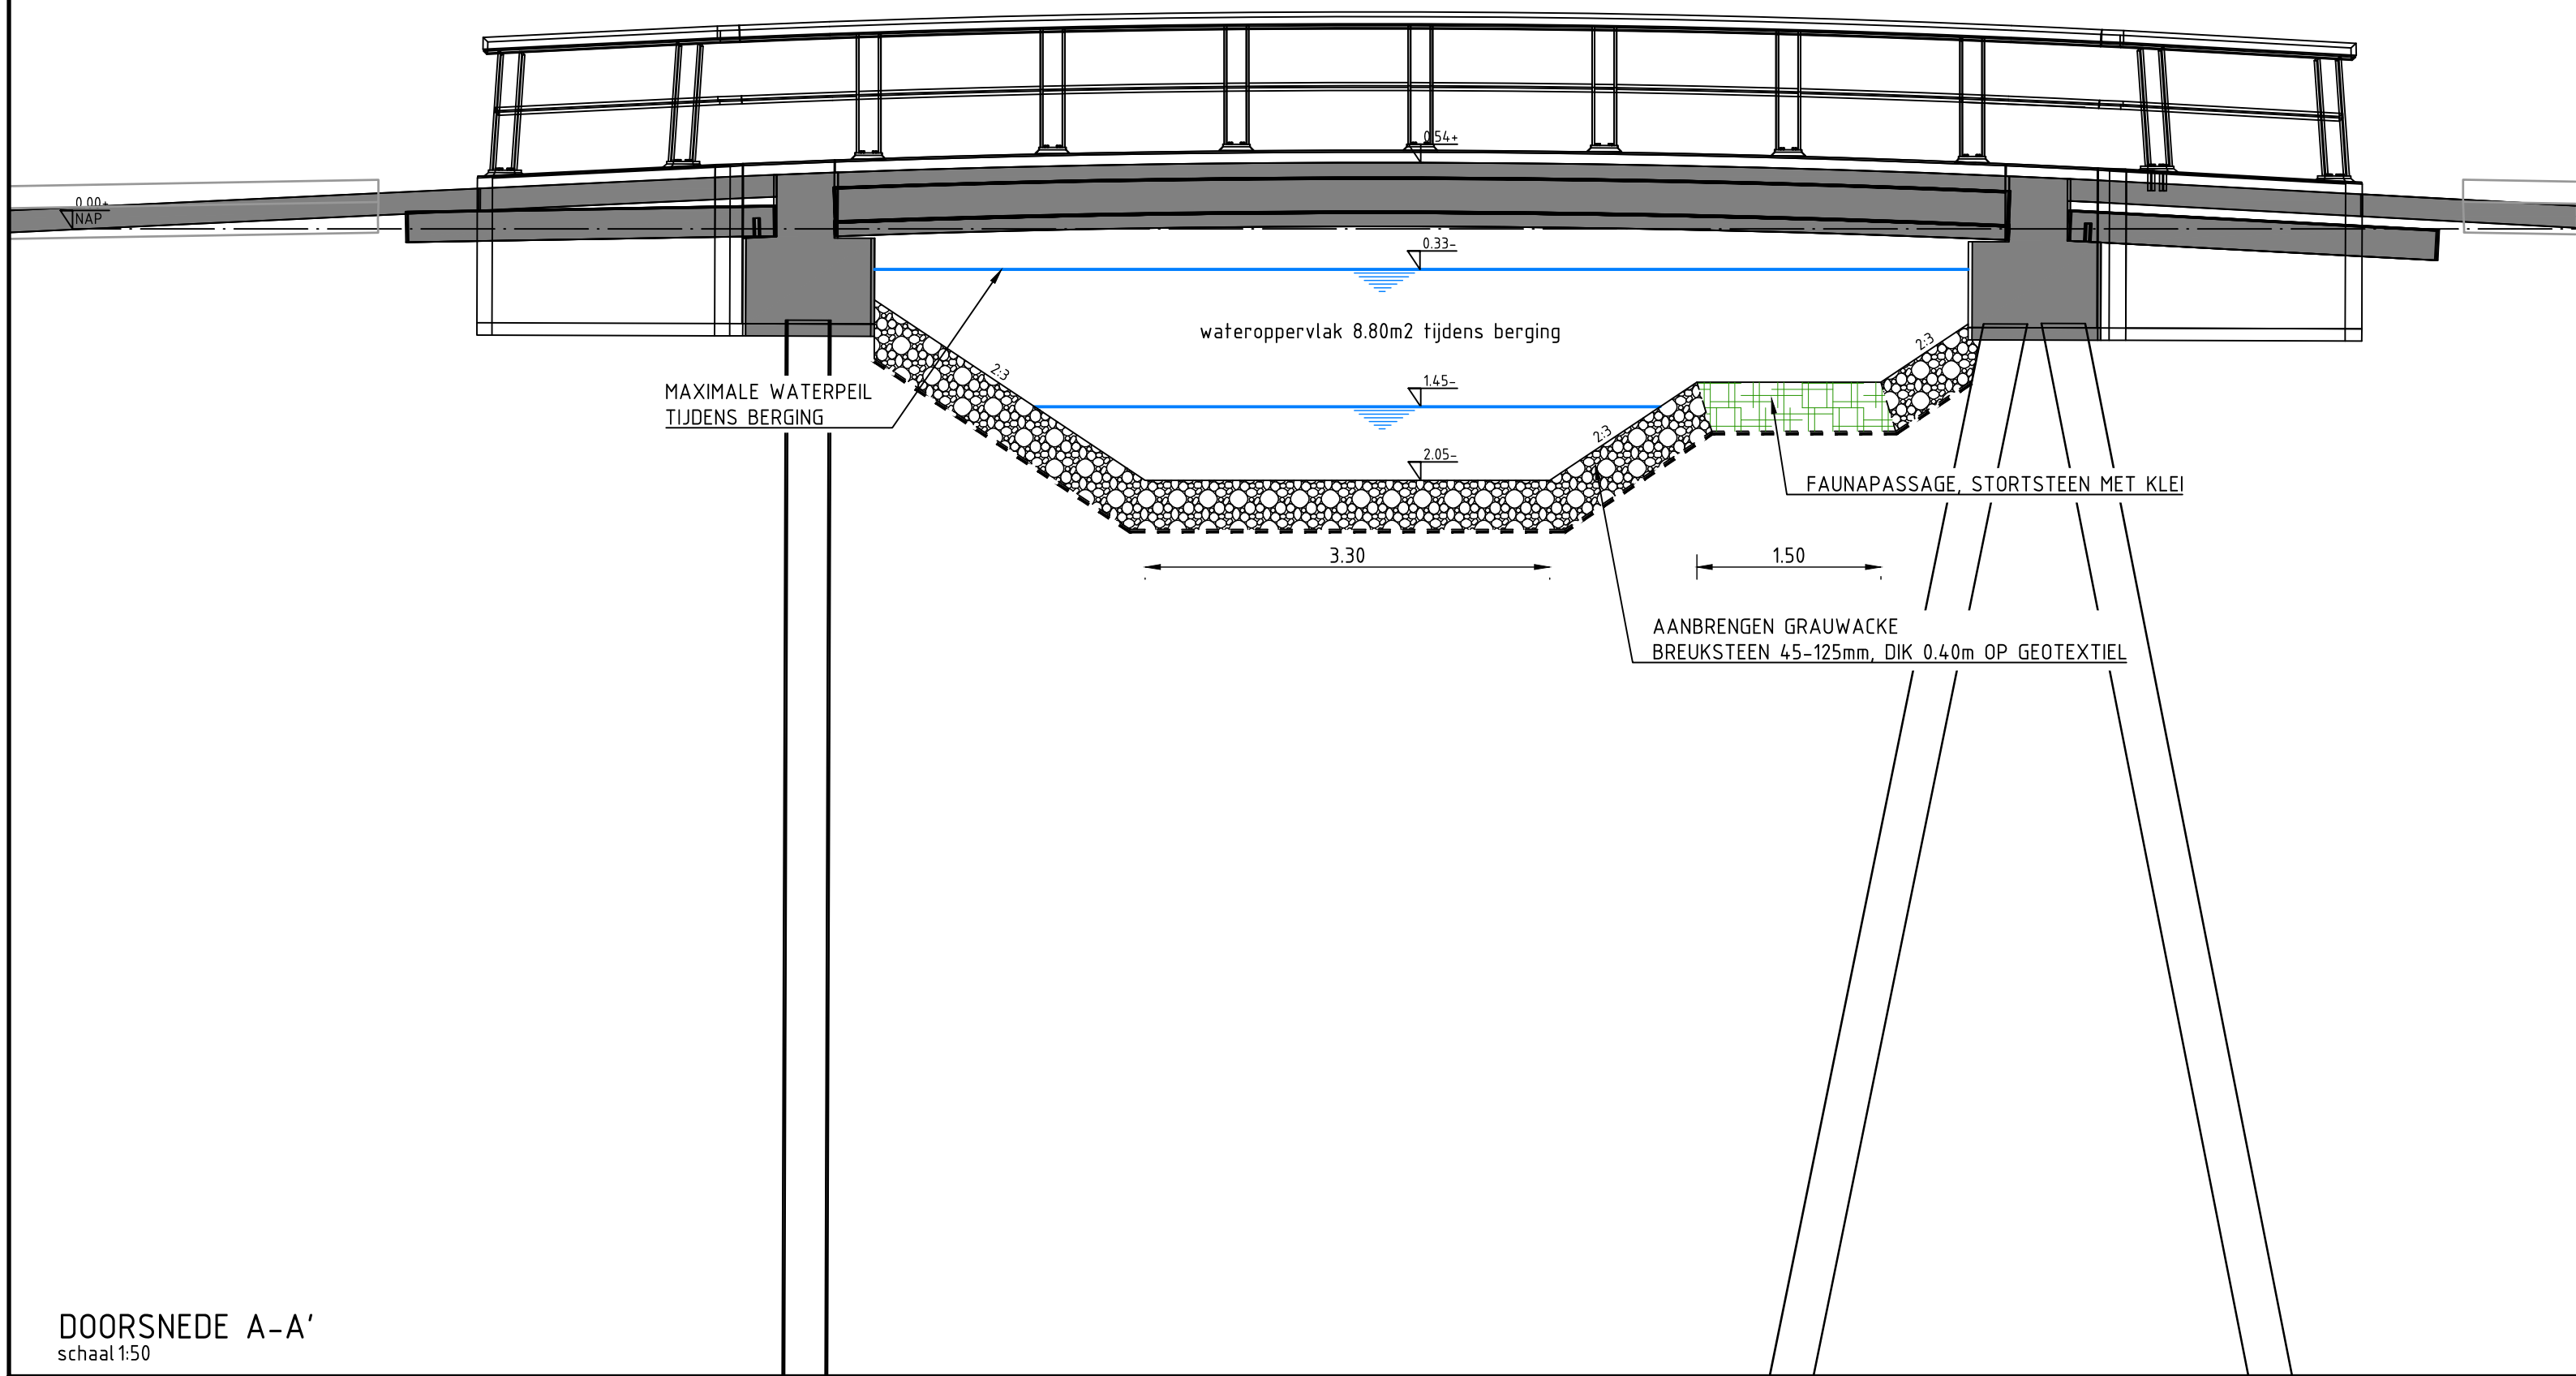 0.54+
0.00+
NAP
0.33-
wateroppervlak 8.80m2 tijdens berging
2:3
2:3
MAXIMALE WATERPEIL
TIJDENS BERGING
1.45-
2:3
2.05-
FAUNAPASSAGE, STORTSTEEN MET KLEI
3.30
1.50
AANBRENGEN GRAUWACKE
BREUKSTEEN 45-125mm, DIK 0.40m OP GEOTEXTIEL
DOORSNEDE A-A'
schaal 1:50